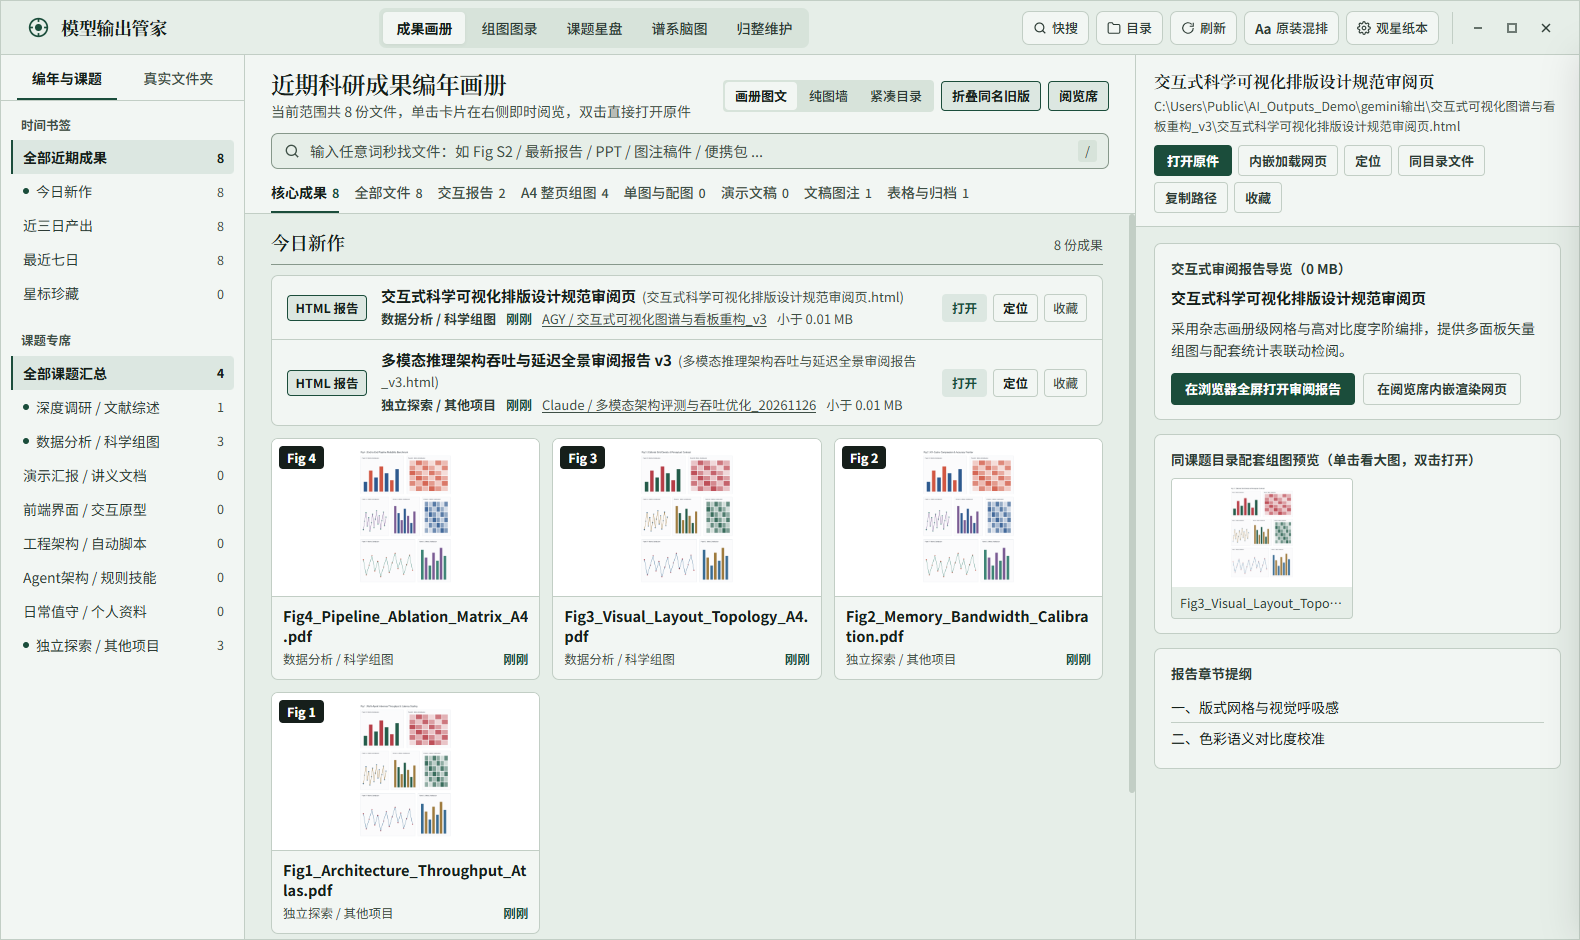 模型输出管家
成果画册 组图图录 课题星盘 谱系脑图 归整维护
快搜 目录 刷新 Aa 原装混排 观星纸本
编年与课题 真实文件夹
时间书签
全部近期成果 8
今日新作 8
近三日产出 8
最近七日 8
星标珍藏 0
课题专席
全部课题汇总 4
深度调研 / 文献综述 1
数据分析 / 科学组图 3
演示汇报 / 讲义文档 0
前端界面 / 交互原型 0
工程架构 / 自动脚本 0
Agent架构 / 规则技能 0
日常值守 / 个人资料 0
独立探索 / 其他项目 3
近期科研成果编年画册
当前范围共 8 份文件，单击卡片在右侧即时阅览，双击直接打开原件
画册图文 纯图墙 紧凑目录 折叠同名旧版 阅览席
输入任意词秒找文件：如 Fig S2 / 最新报告 / PPT / 图注稿件 / 便携包 ... /
核心成果 8 全部文件 8 交互报告 2 A4 整页组图 4 单图与配图 0 演示文稿 0 文稿图注 1 表格与归档 1
今日新作 8 份成果
HTML 报告 交互式科学可视化排版设计规范审阅页 (交互式科学可视化排版设计规范审阅页.html)
数据分析 / 科学组图 刚刚 AGY / 交互式可视化图谱与看板重构_v3 小于 0.01 MB
打开 定位 收藏
HTML 报告 多模态推理架构吞吐与延迟全景审阅报告 v3 (多模态推理架构吞吐与延迟全景审阅报告
_v3.html)
独立探索 / 其他项目 刚刚 Claude / 多模态架构评测与吞吐优化_20261126 小于 0.01 MB
打开 定位 收藏
Fig 4
Fig4_Pipeline_Ablation_Matrix_A4
.pdf
数据分析 / 科学组图 刚刚
Fig 3
Fig3_Visual_Layout_Topology_A4.
pdf
数据分析 / 科学组图 刚刚
Fig 2
Fig2_Memory_Bandwidth_Calibra
tion.pdf
独立探索 / 其他项目 刚刚
Fig 1
Fig1_Architecture_Throughput_At
las.pdf
独立探索 / 其他项目 刚刚
交互式科学可视化排版设计规范审阅页
C:\Users\Public\AI_Outputs_Demo\gemini输出\交互式可视化图谱与看
板重构_v3\交互式科学可视化排版设计规范审阅页.html
打开原件 内嵌加载网页 定位 同目录文件
复制路径 收藏
交互式审阅报告导览（0 MB）
交互式科学可视化排版设计规范审阅页
采用杂志画册级网格与高对比度字阶编排，提供多面板矢量
组图与配套统计表联动检阅。
在浏览器全屏打开审阅报告 在阅览席内嵌渲染网页
同课题目录配套组图预览（单击看大图，双击打开）
Fig3_Visual_Layout_Topo···
报告章节提纲
一、版式网格与视觉呼吸感
二、色彩语义对比度校准